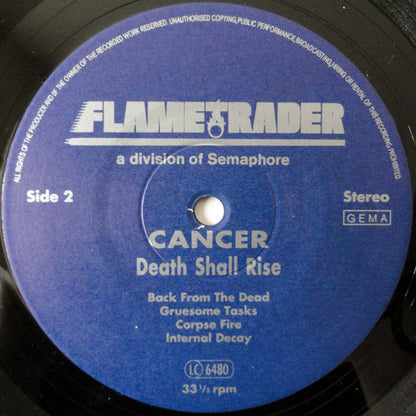 ALL RIGHTS OF THE PRODUCER AND OF THE OWNER OF THE RECORDED WORK RESERVED. UNAUTHORISED COPYING, PUBLIC PERFORMANCE, BROADCASTING, HIRING OR RENTAL OF THIS RECORDING PROHIBITED.
FLAMETRADER
a division of Semaphore
Side 2
Stereo
GEMA
CANCER
Death Shall Rise
Back From The Dead
Gruesome Tasks
Corpse Fire
Internal Decay
LC 6480
33 1/3 rpm